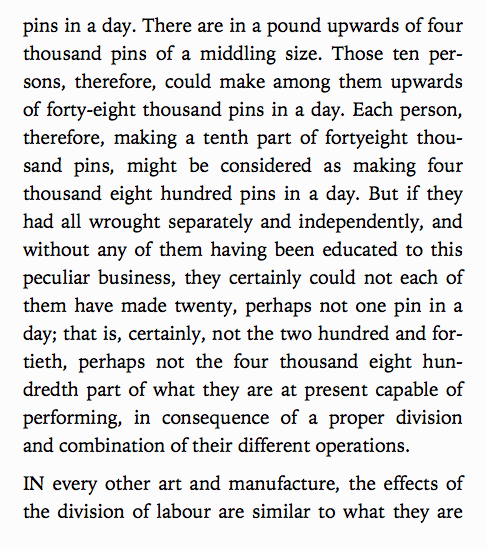 pins in a day. There are in a pound upwards of four
thousand pins of a middling size. Those ten per-
sons, therefore, could make among them upwards
of forty-eight thousand pins in a day. Each person,
therefore, making a tenth part of fortyeight thou-
sand pins, might be considered as making four
thousand eight hundred pins in a day. But if they
had all wrought separately and independently, and
without any of them having been educated to this
peculiar business, they certainly could not each of
them have made twenty, perhaps not one pin in a
day; that is, certainly, not the two hundred and for-
tieth, perhaps not the four thousand eight hun-
dredth part of what they are at present capable of
performing, in consequence of a proper division
and combination of their different operations.
IN every other art and manufacture, the effects of
the division of labour are similar to what they are